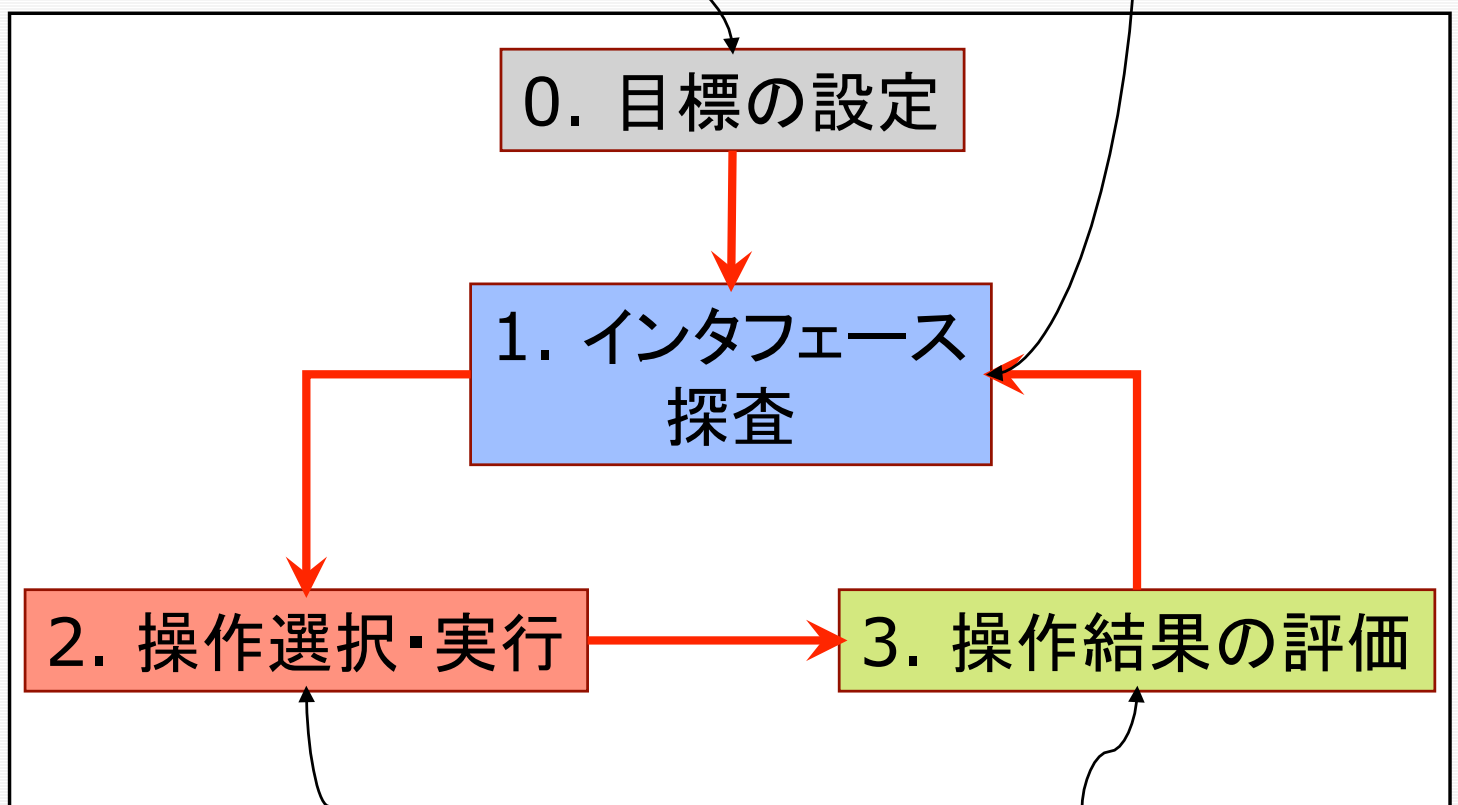 0. 目標の設定
1. インタフェース
探査
2. 操作選択・実行
3. 操作結果の評価